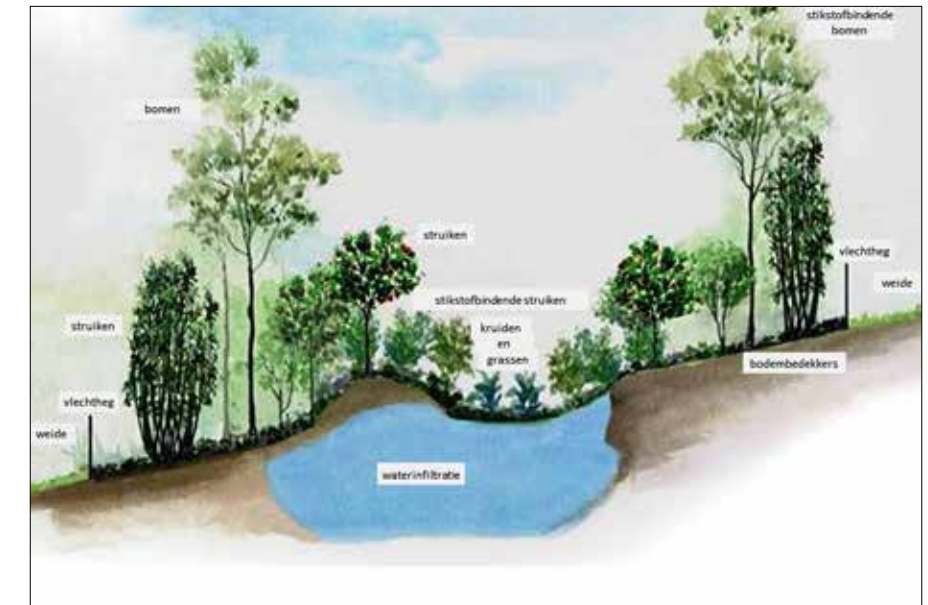 stikstofbindende
bomen
bomen
struiken
vlechtheg
weide
stikstofbindende struiken
struiken
kruiden
en
grassen
bodembedekkers
vlechtheg
weide
waterinfiltratie